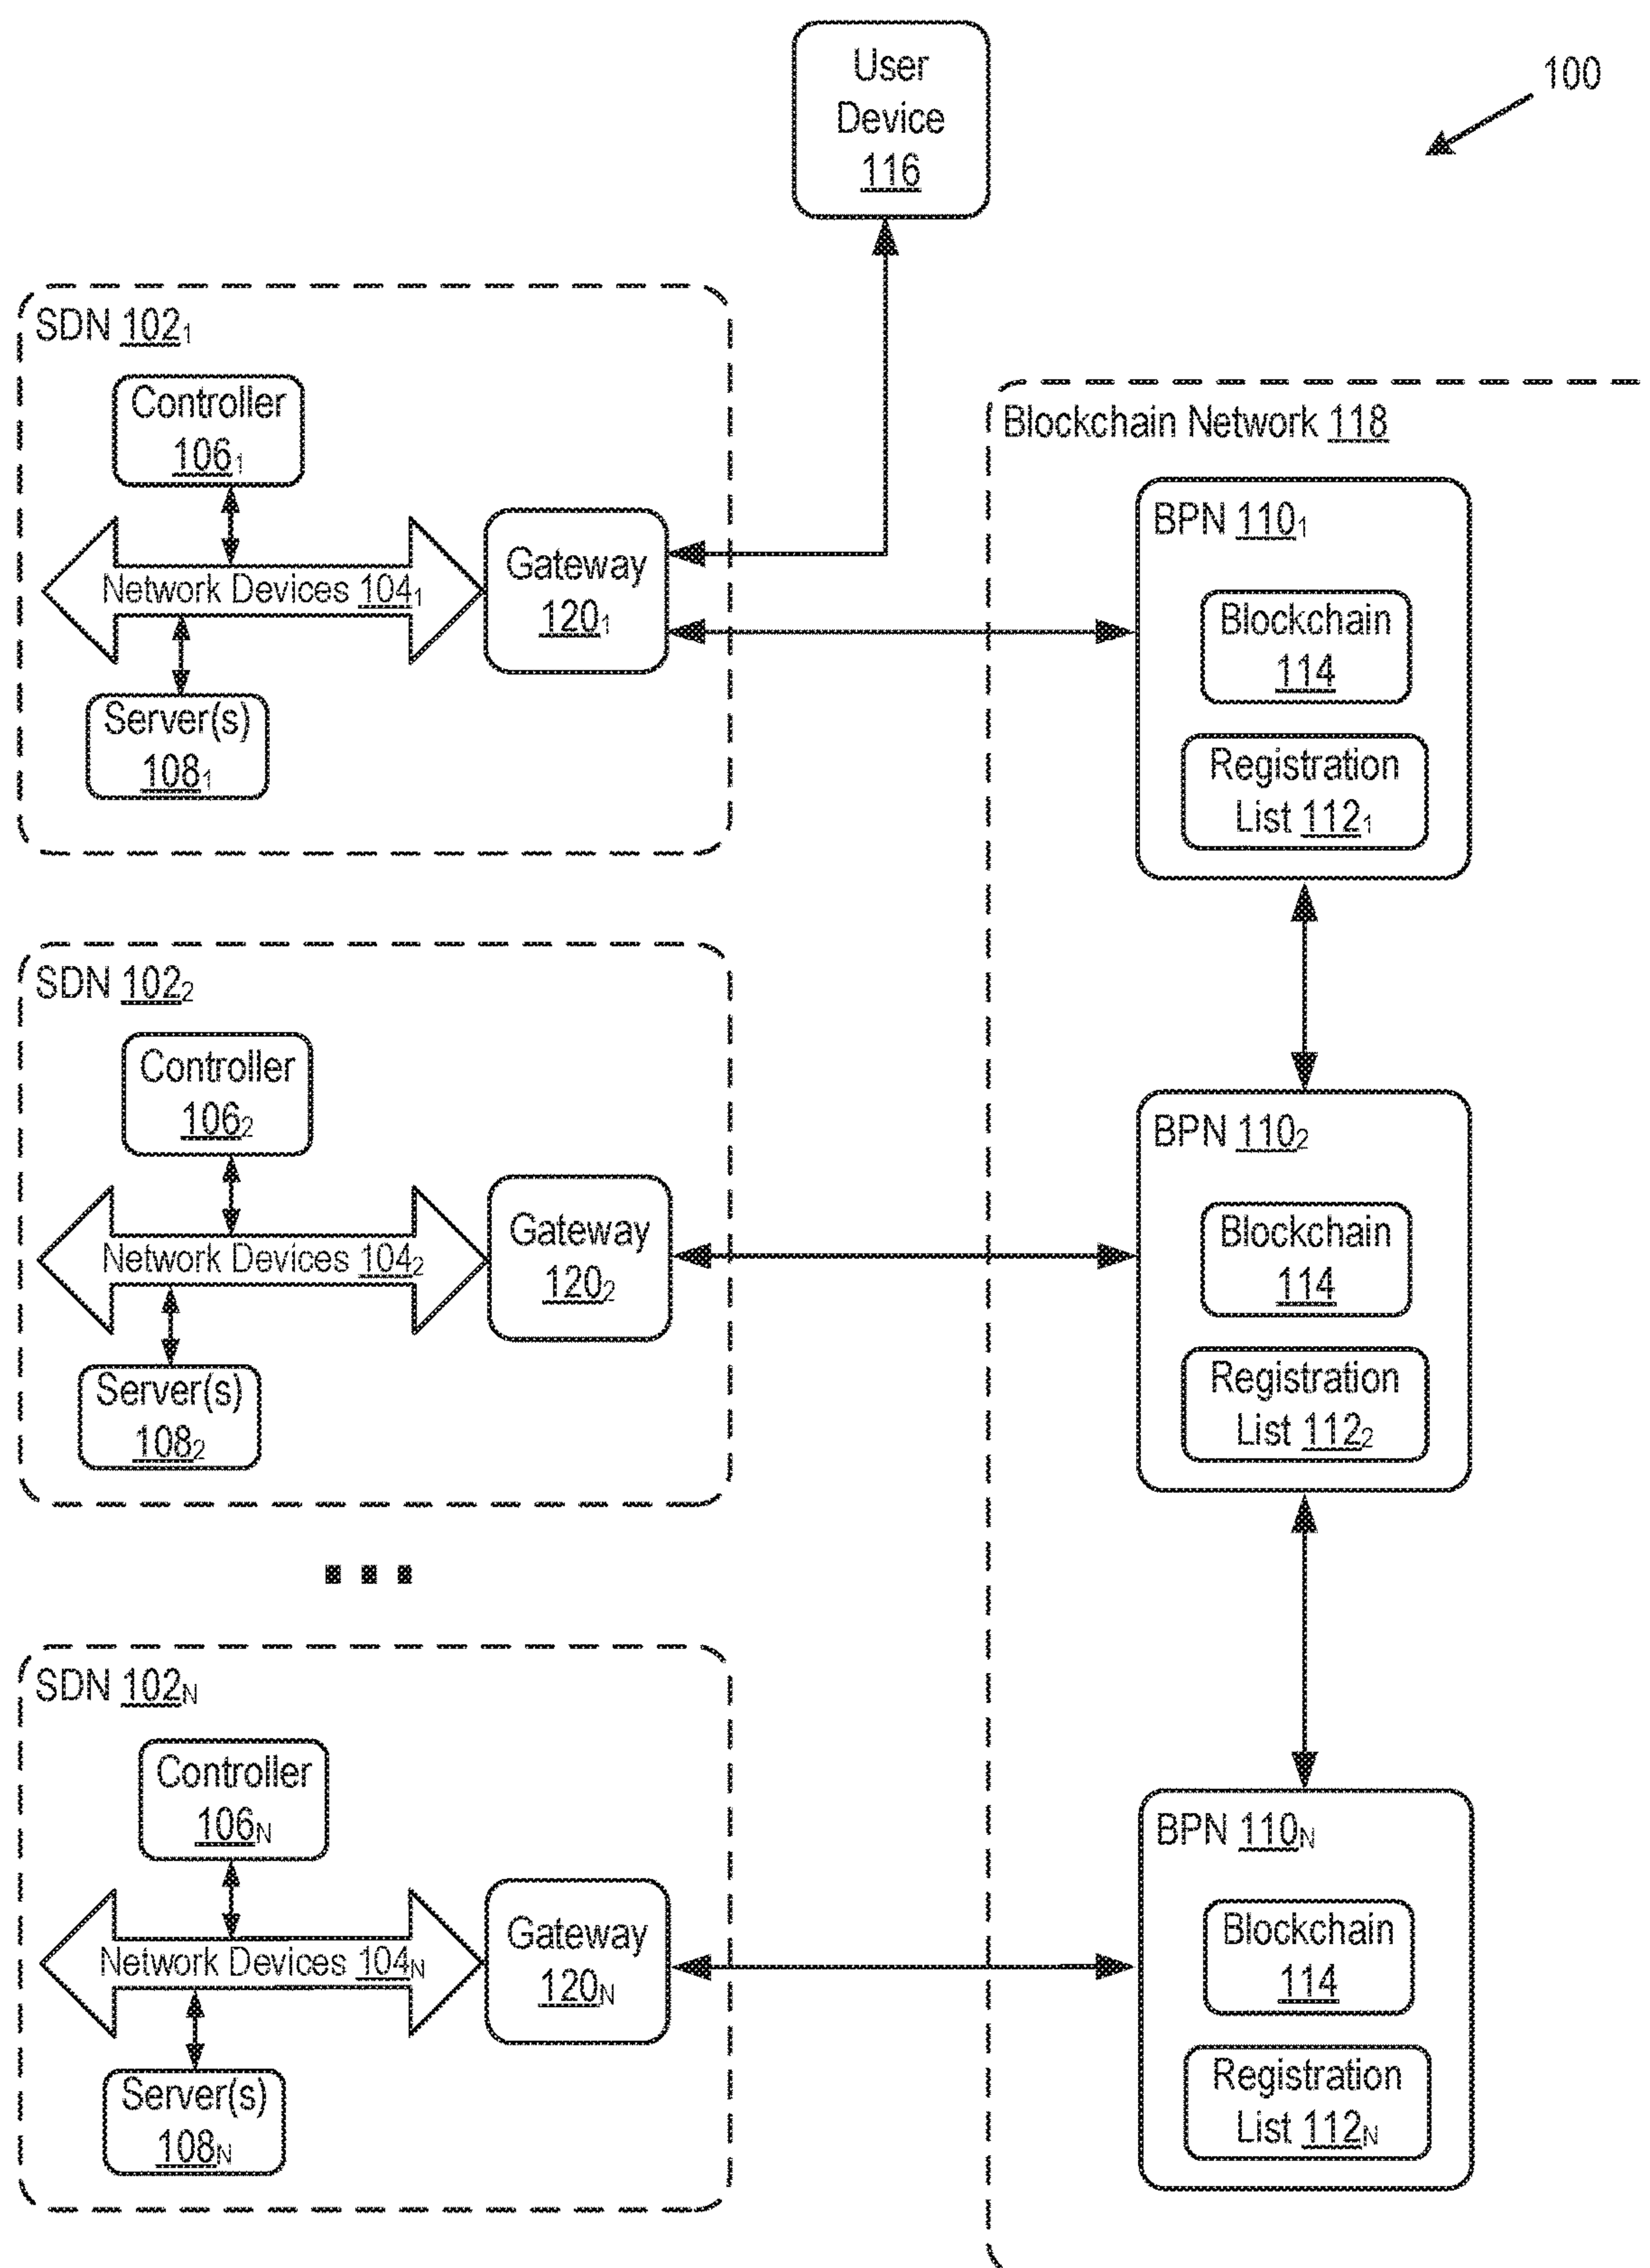 User
Device
116
100
SDN 102₁
Controller
106₁
Network Devices 104₁
Server(s)
108₁
Gateway
120₁
Blockchain Network 118
BPN 110₁
Blockchain
114
Registration
List 112₁
SDN 102₂
Controller
106₂
Network Devices 104₂
Server(s)
108₂
Gateway
120₂
BPN 110₂
Blockchain
114
Registration
List 112₂
SDN 102N
Controller
106N
Network Devices 104N
Server(s)
108N
Gateway
120N
BPN 110N
Blockchain
114
Registration
List 112N